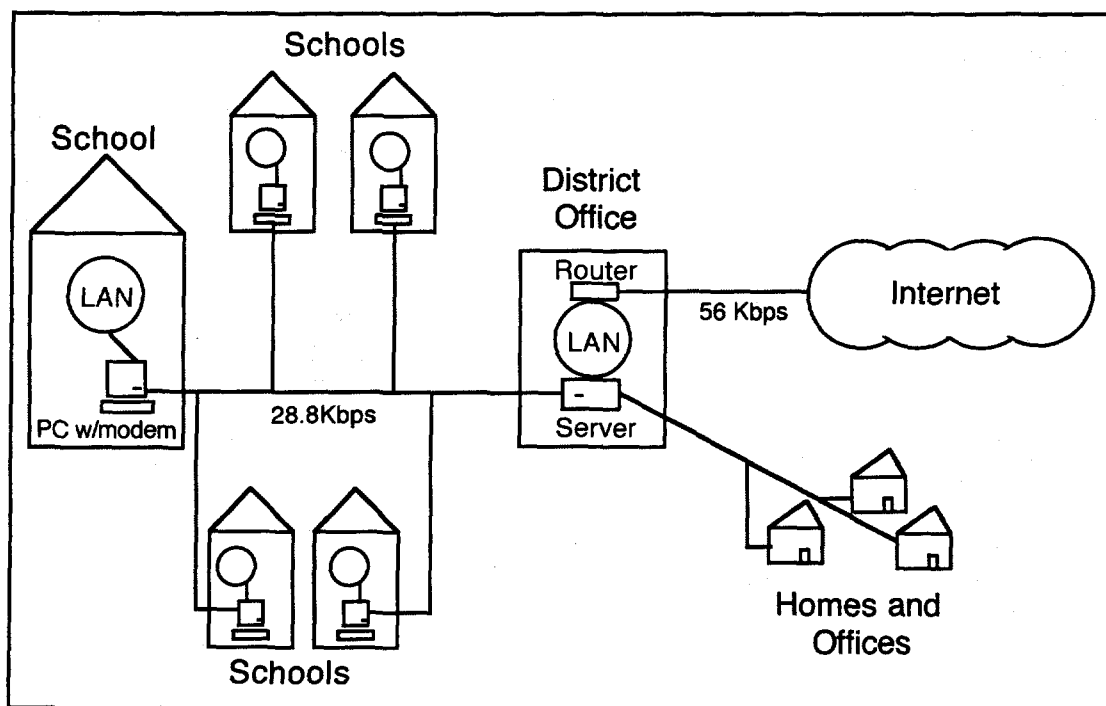 Schools
School
LAN
PC w/modem
28.8Kbps
Schools
District
Office
Router
LAN
Server
56 Kbps
Internet
Homes and
Offices